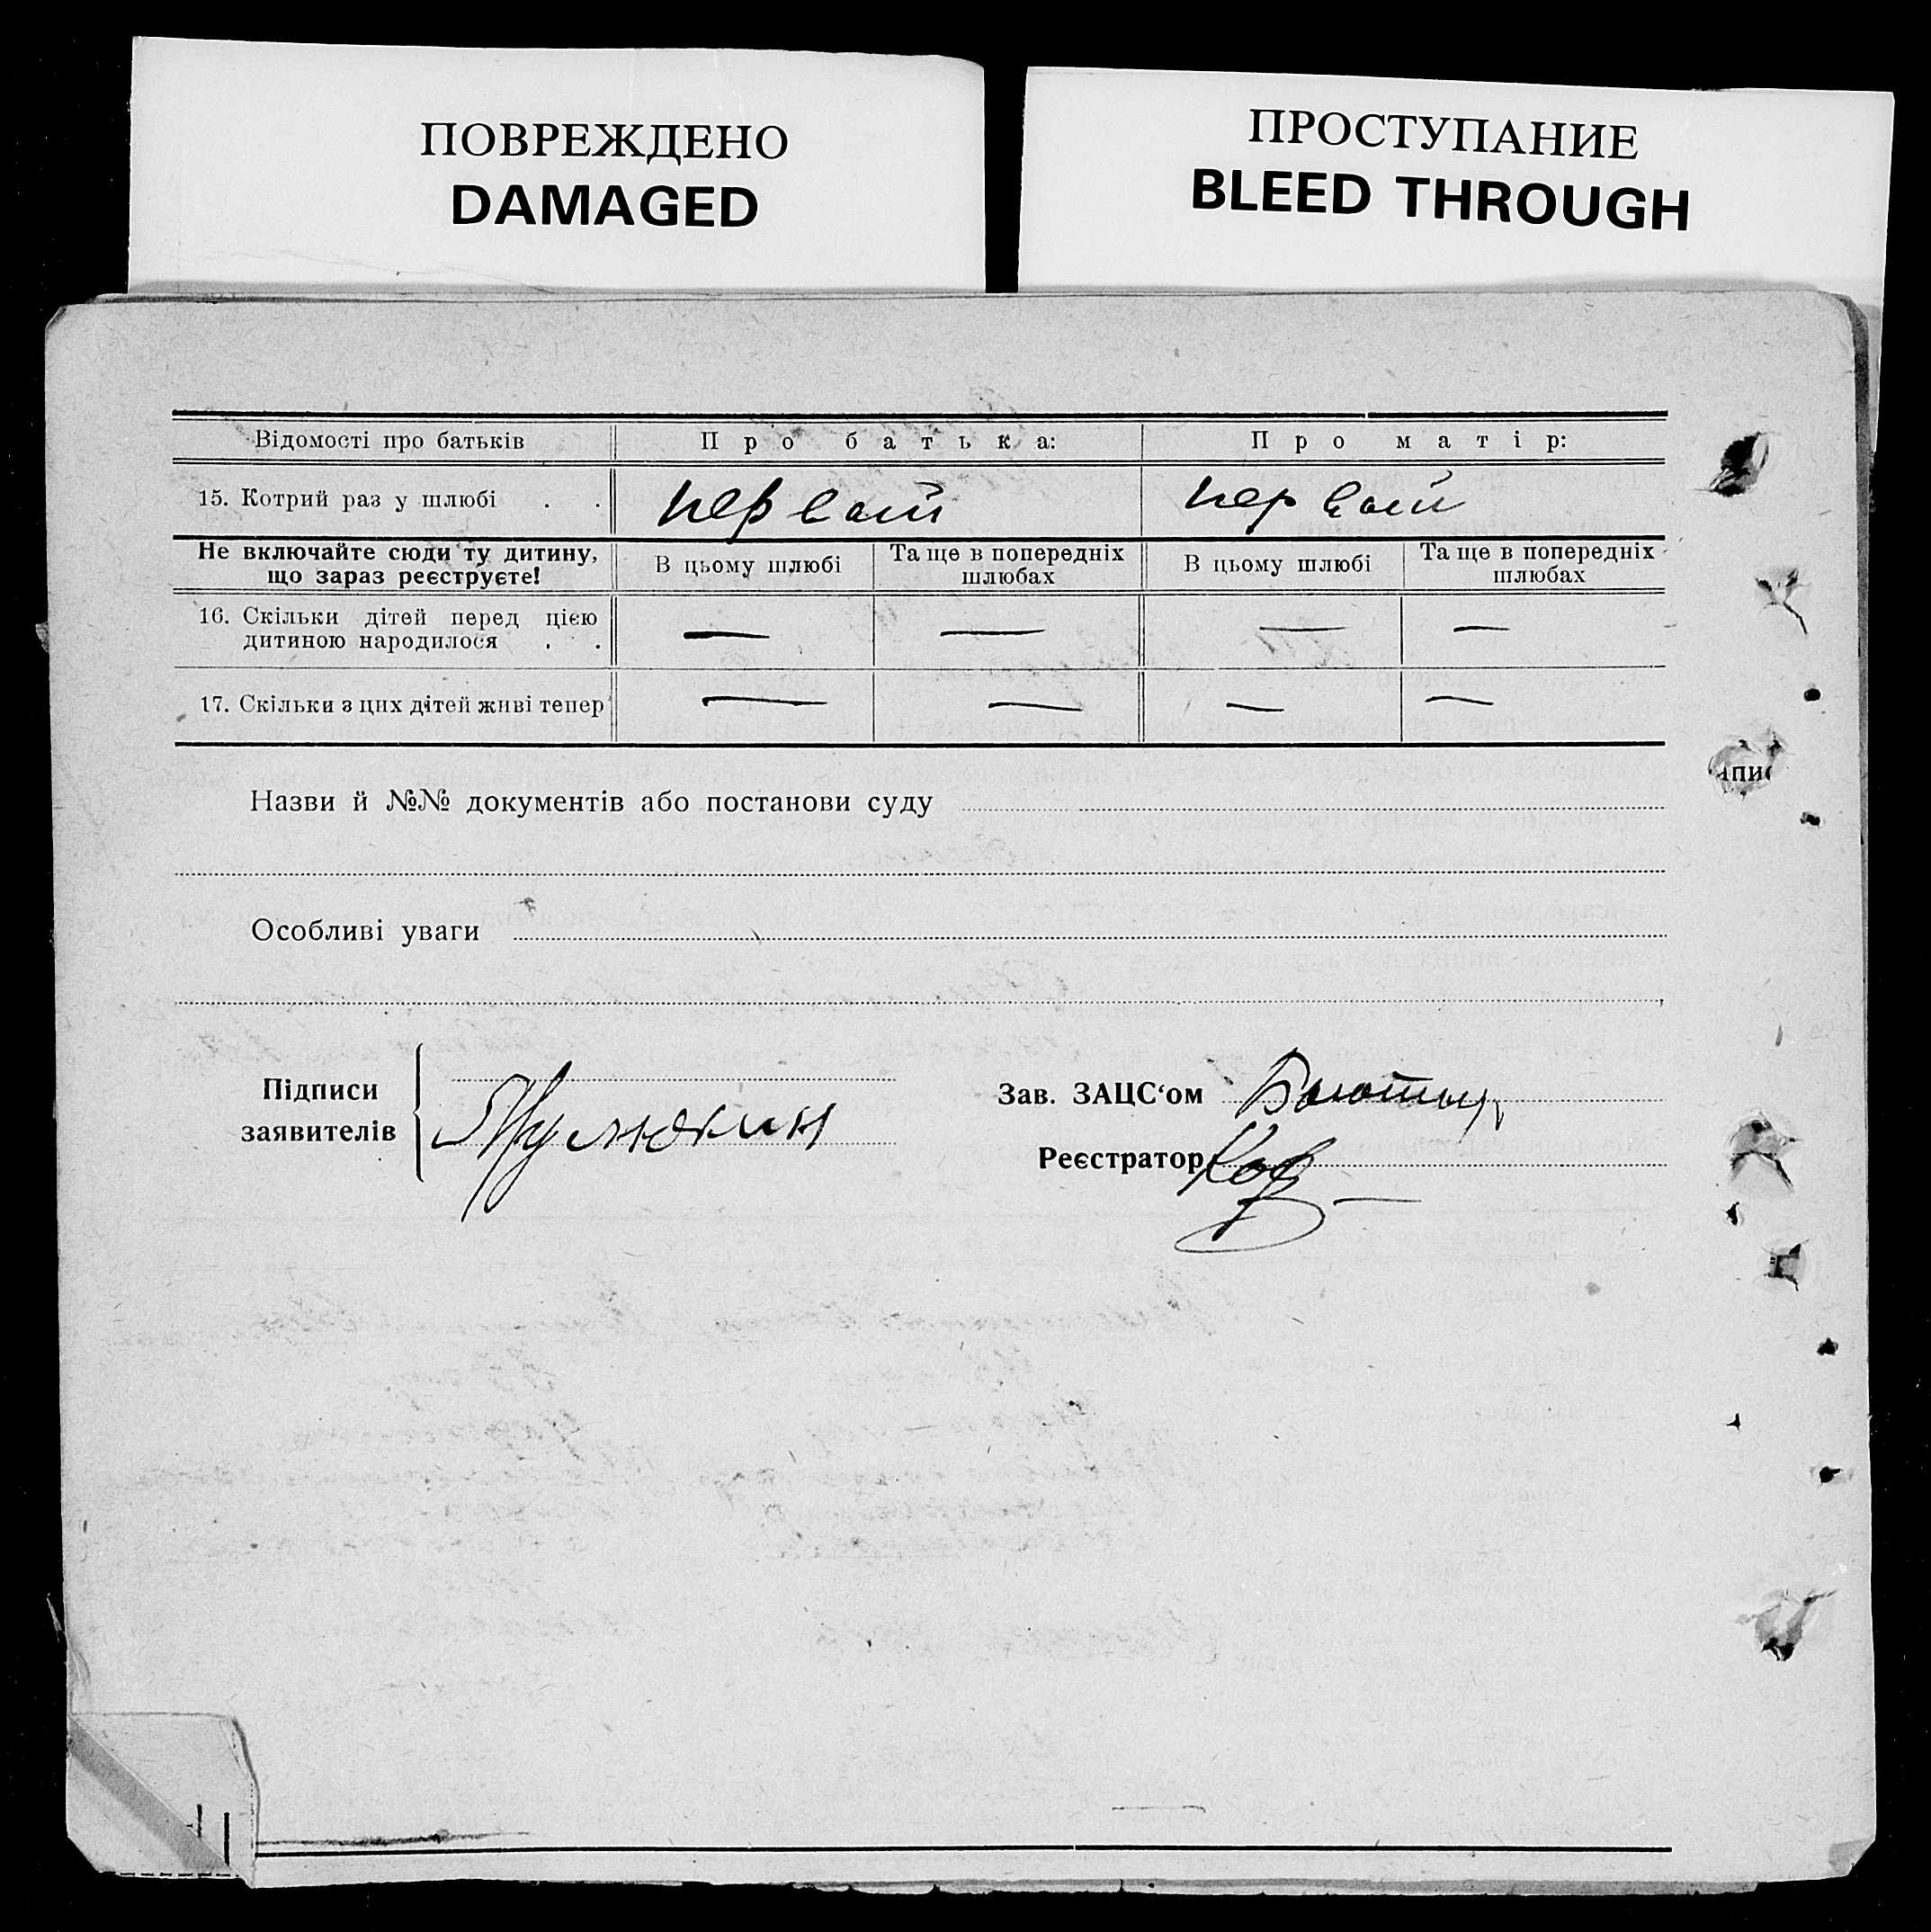 ПОВРЕЖДЕНО
DAMAGED
ПРОСТУПАНИЕ
BLEED THROUGH
Відомості про батьків Про батька: Про матір:
15. Котрий раз у шлюбі . . первый первый
Не включайте сюди ту дитину, що зараз реєструєте! В цьому шлюбі Та ще в попередніх шлюбах В цьому шлюбі Та ще в попередніх шлюбах
16. Скільки дітей перед цією
дитиною народилося . . — — — —
17. Скільки з цих дітей живі тепер — — — —
Назви й №№ документів або постанови суду
Особливі уваги
Підписи
заявителів
Зав. ЗАЦС‘ом
Реєстратор